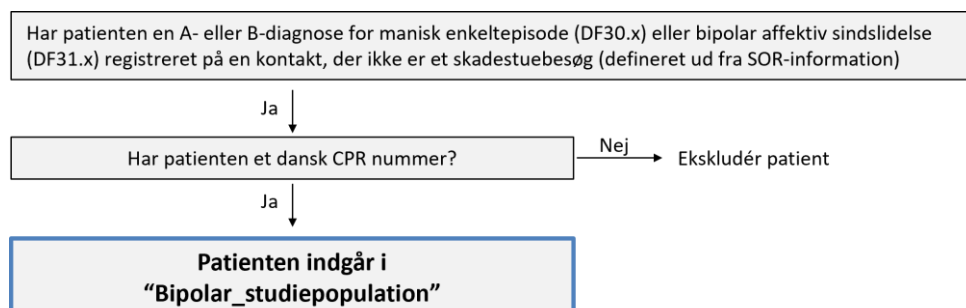 Har patienten en A- eller B-diagnose for manisk enkeltepisode (DF30.x) eller bipolar affektiv sindslidelse
(DF31.x) registreret på en kontakt, der ikke er et skadestuebesøg (defineret ud fra SOR-information)
Ja
Har patienten et dansk CPR nummer?
Nej
Ekskludér patient
Ja
Patienten indgår i
“Bipolar_studiepopulation”